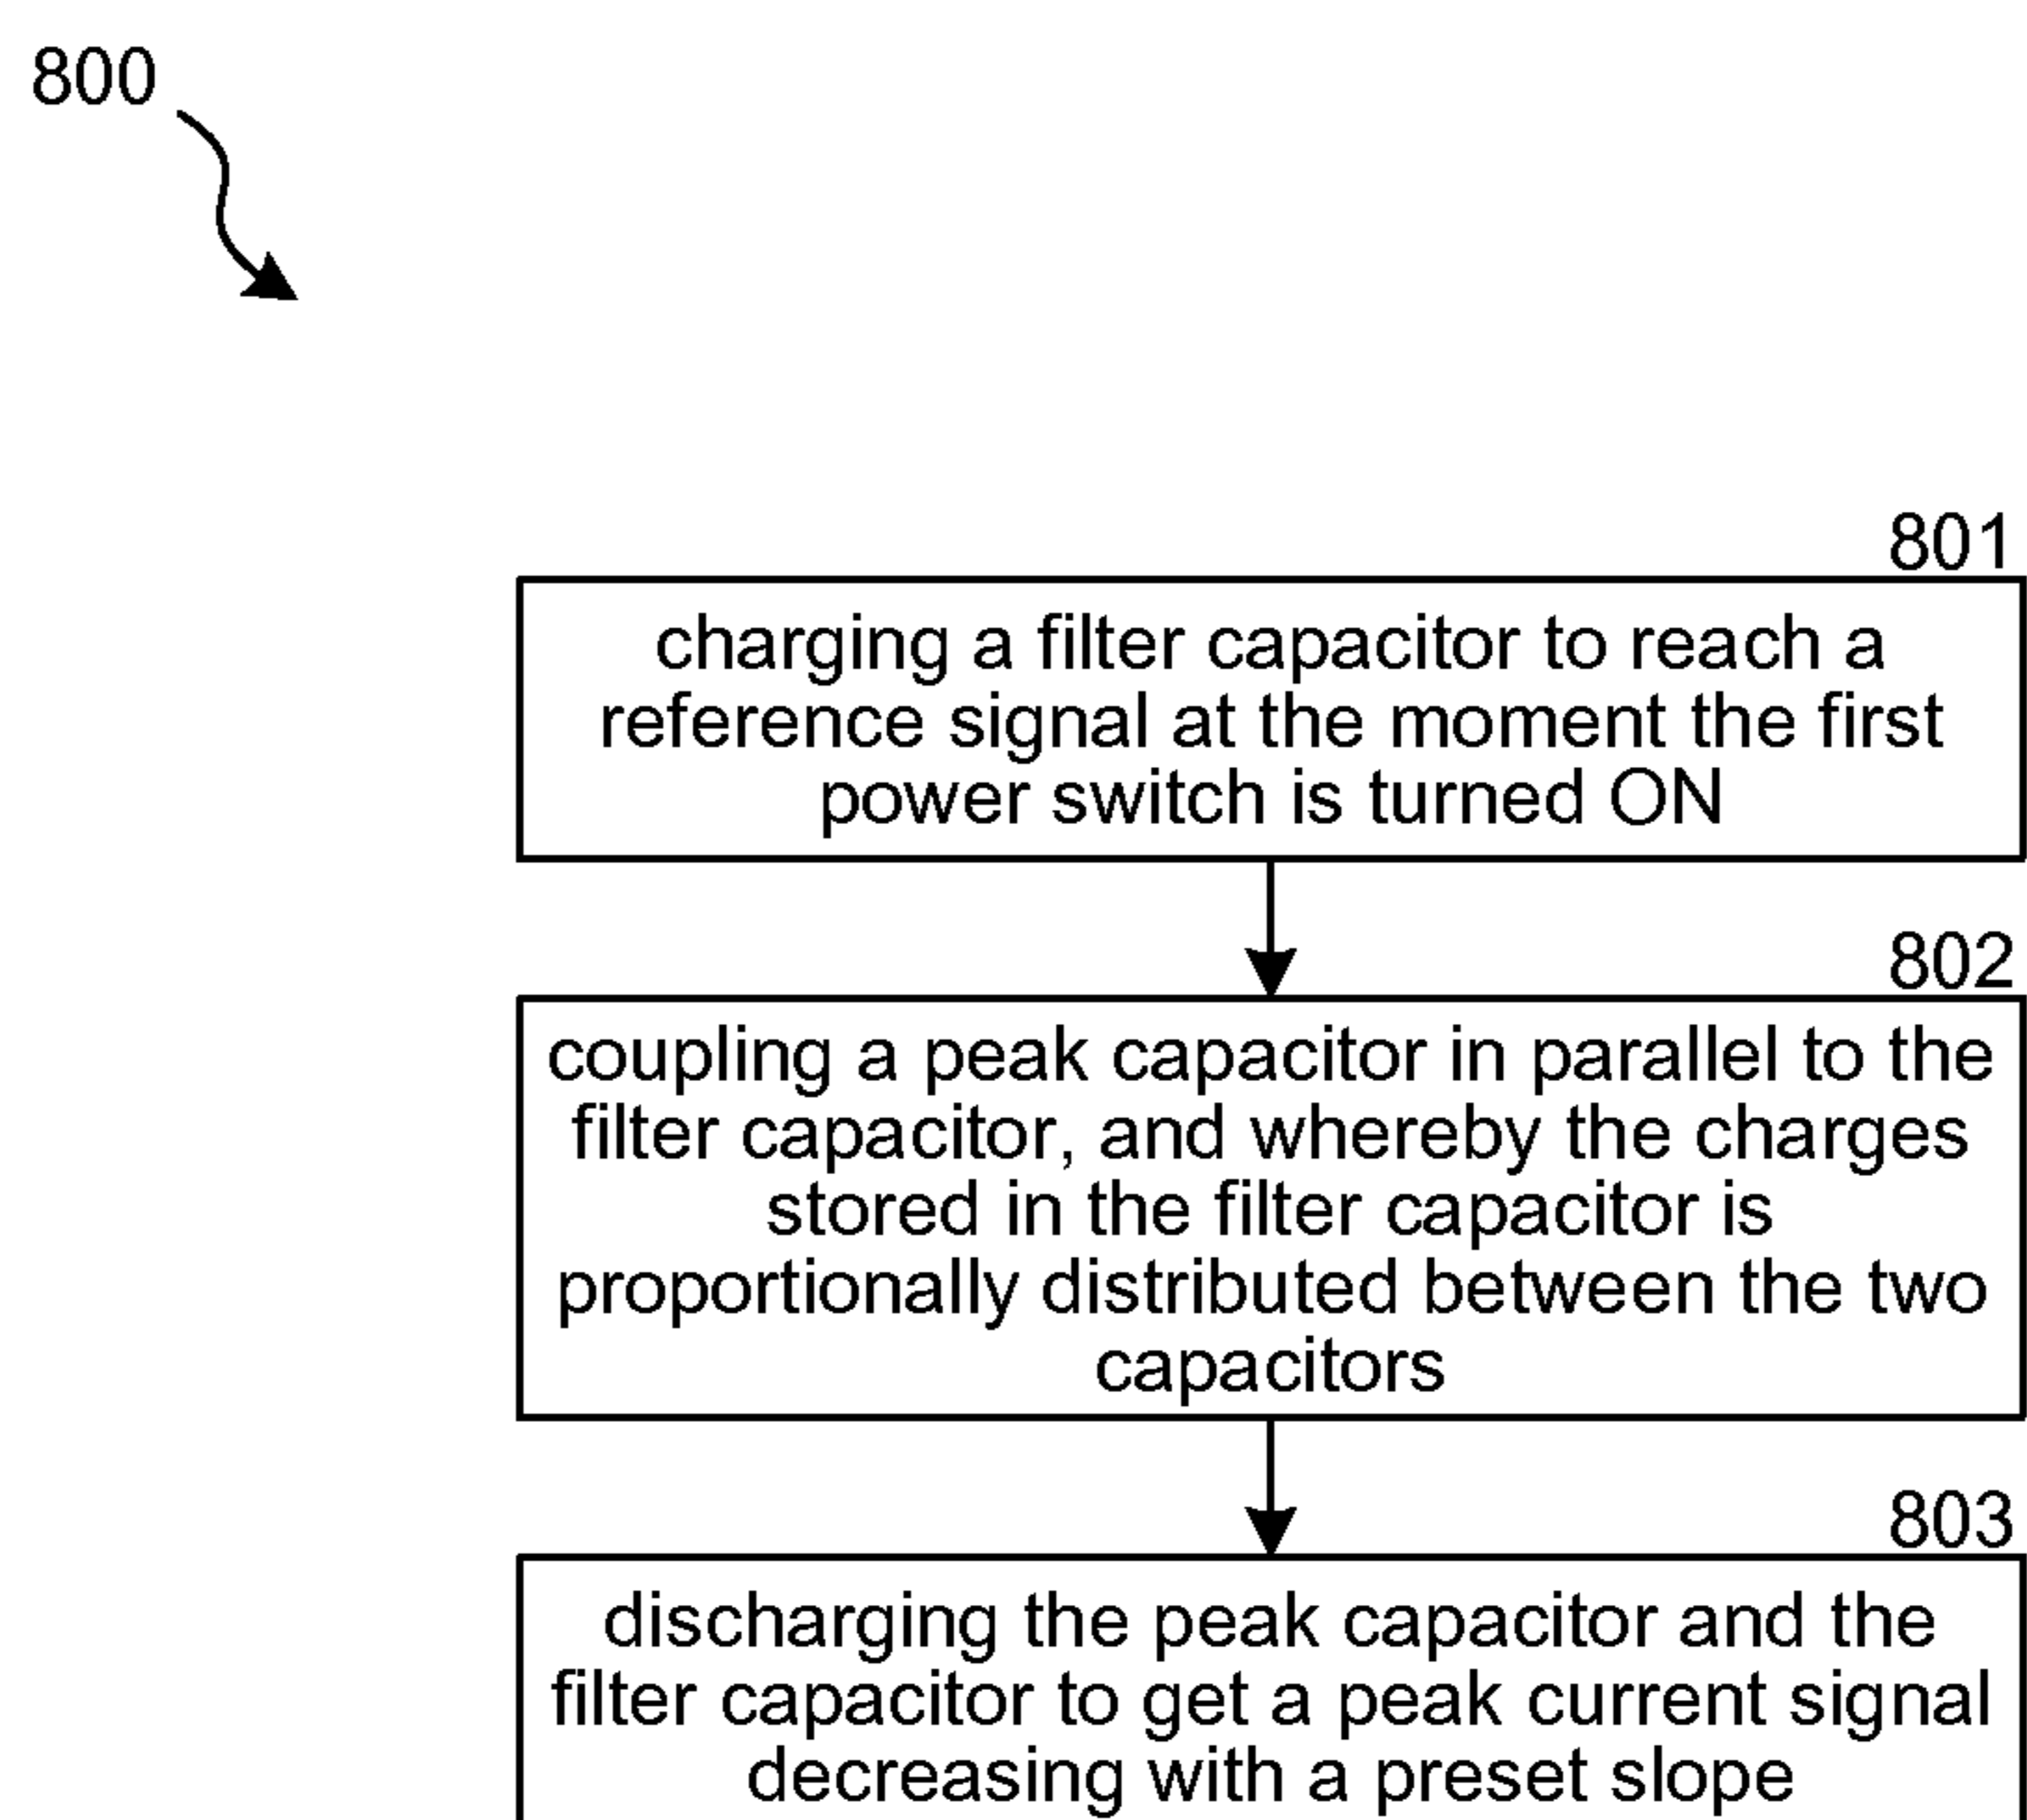 800
801
charging a filter capacitor to reach a
reference signal at the moment the first
power switch is turned ON
802
coupling a peak capacitor in parallel to the
filter capacitor, and whereby the charges
stored in the filter capacitor is
proportionally distributed between the two
capacitors
803
discharging the peak capacitor and the
filter capacitor to get a peak current signal
decreasing with a preset slope